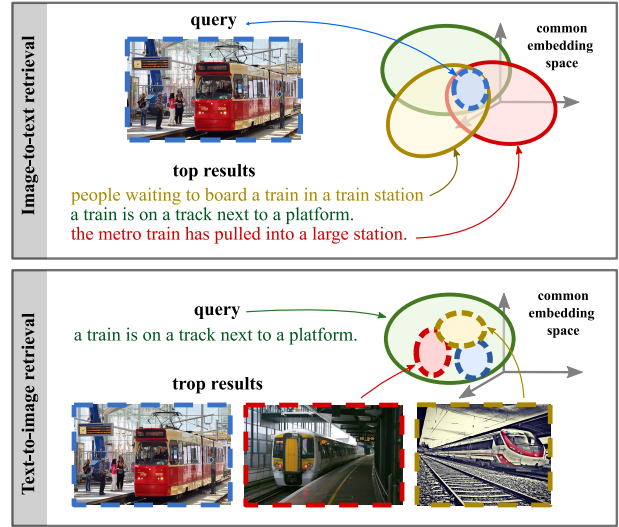 Image-to-text retrieval
query
common
embedding
space
top results
people waiting to board a train in a train station
a train is on a track next to a platform.
the metro train has pulled into a large station.
Text-to-image retrieval
query
common
embedding
space
a train is on a track next to a platform.
trop results